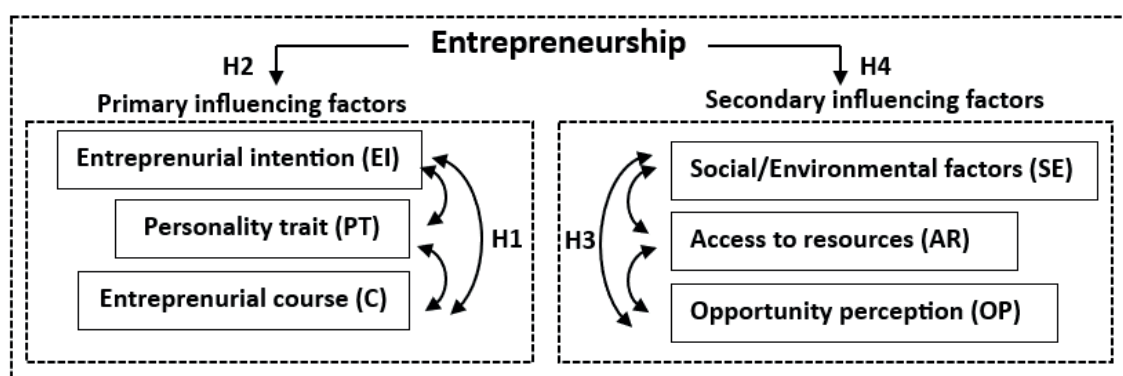 Entrepreneurship
H2
H4
Primary influencing factors
Secondary influencing factors
Entreprenurial intention (EI)
Personality trait (PT)
Entreprenurial course (C)
H1
H3
Social/Environmental factors (SE)
Access to resources (AR)
Opportunity perception (OP)